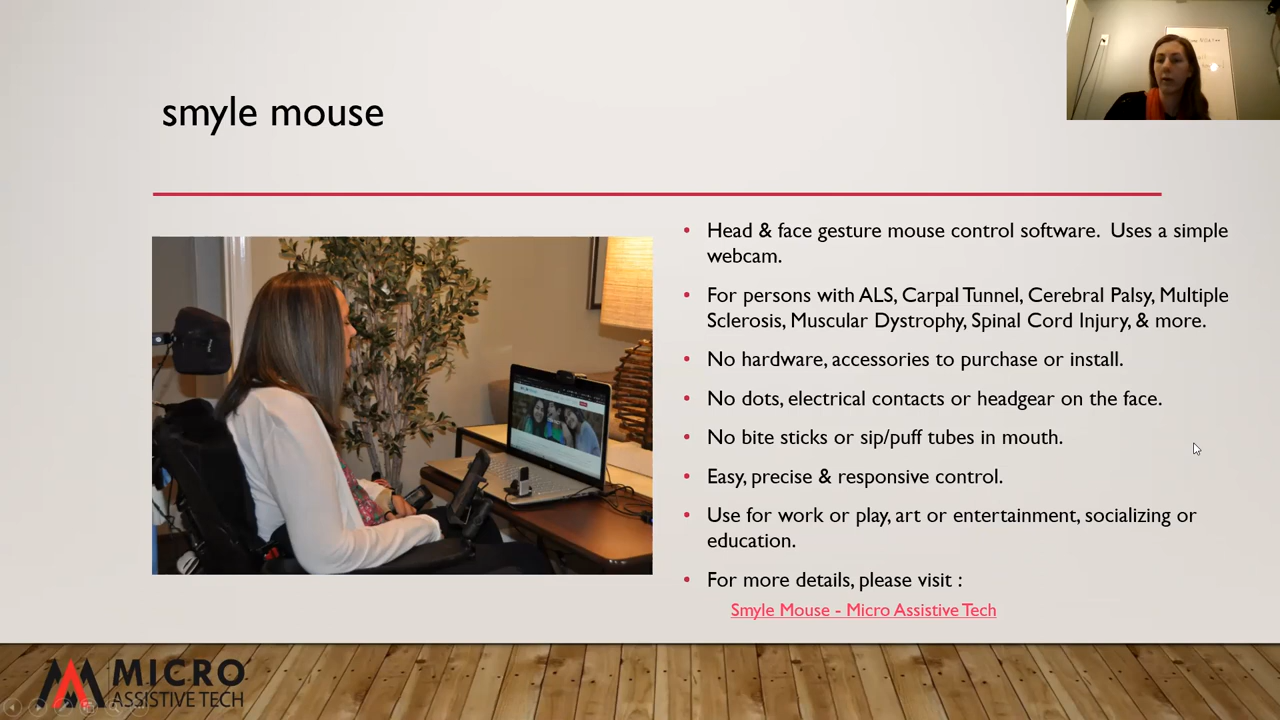 smyle mouse
Head & face gesture mouse control software. Uses a simple
webcam.
For persons with ALS, Carpal Tunnel, Cerebral Palsy, Multiple
Sclerosis, Muscular Dystrophy, Spinal Cord Injury, & more.
No hardware, accessories to purchase or install.
No dots, electrical contacts or headgear on the face.
No bite sticks or sip/puff tubes in mouth.
Easy, precise & responsive control.
Use for work or play, art or entertainment, socializing or
education.
For more details, please visit :
Smyle Mouse - Micro Assistive Tech
MICRO
ASSISTIVE TECH